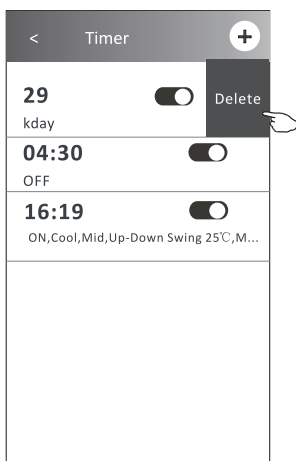 < Timer +
29
Delete
kday
04:30
OFF
16:19
ON,Cool,Mid,Up-Down Swing 25℃,M...